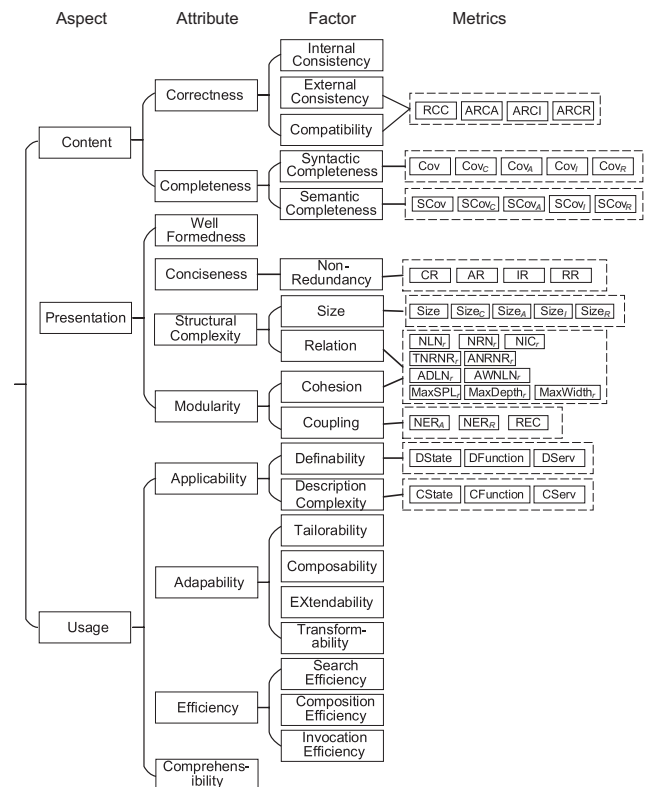 Aspect Attribute Factor Metrics
Internal
Consistency
Correctness
External
Consistency
RCC ARCA ARCI ARCR
Compatibility
Content
Syntactic
Completeness
Cov CovC CovA CovI CovR
Completeness
Semantic
Completeness
SCov SCovC SCovA SCovI SCovR
Well
Formedness
Conciseness
Non-
Redundancy
CR AR IR RR
Presentation
Structural
Complexity
Size
Size SizeC SizeA SizeI SizeR
Relation
NLNr NRNr NICr
TNRNRr ANRNRr
ADLNr AWNLNr
MaxSPLr MaxDepthr MaxWidthr
Modularity
Cohesion
Coupling
NERA NERR REC
Applicability
Definability
DState DFunction DServ
Description
Complexity
CState CFunction CServ
Tailorability
Composability
Adapability
EXtendability
Usage
Transform-
ability
Search
Efficiency
Efficiency
Composition
Efficiency
Invocation
Efficiency
Comprehens-
ibility